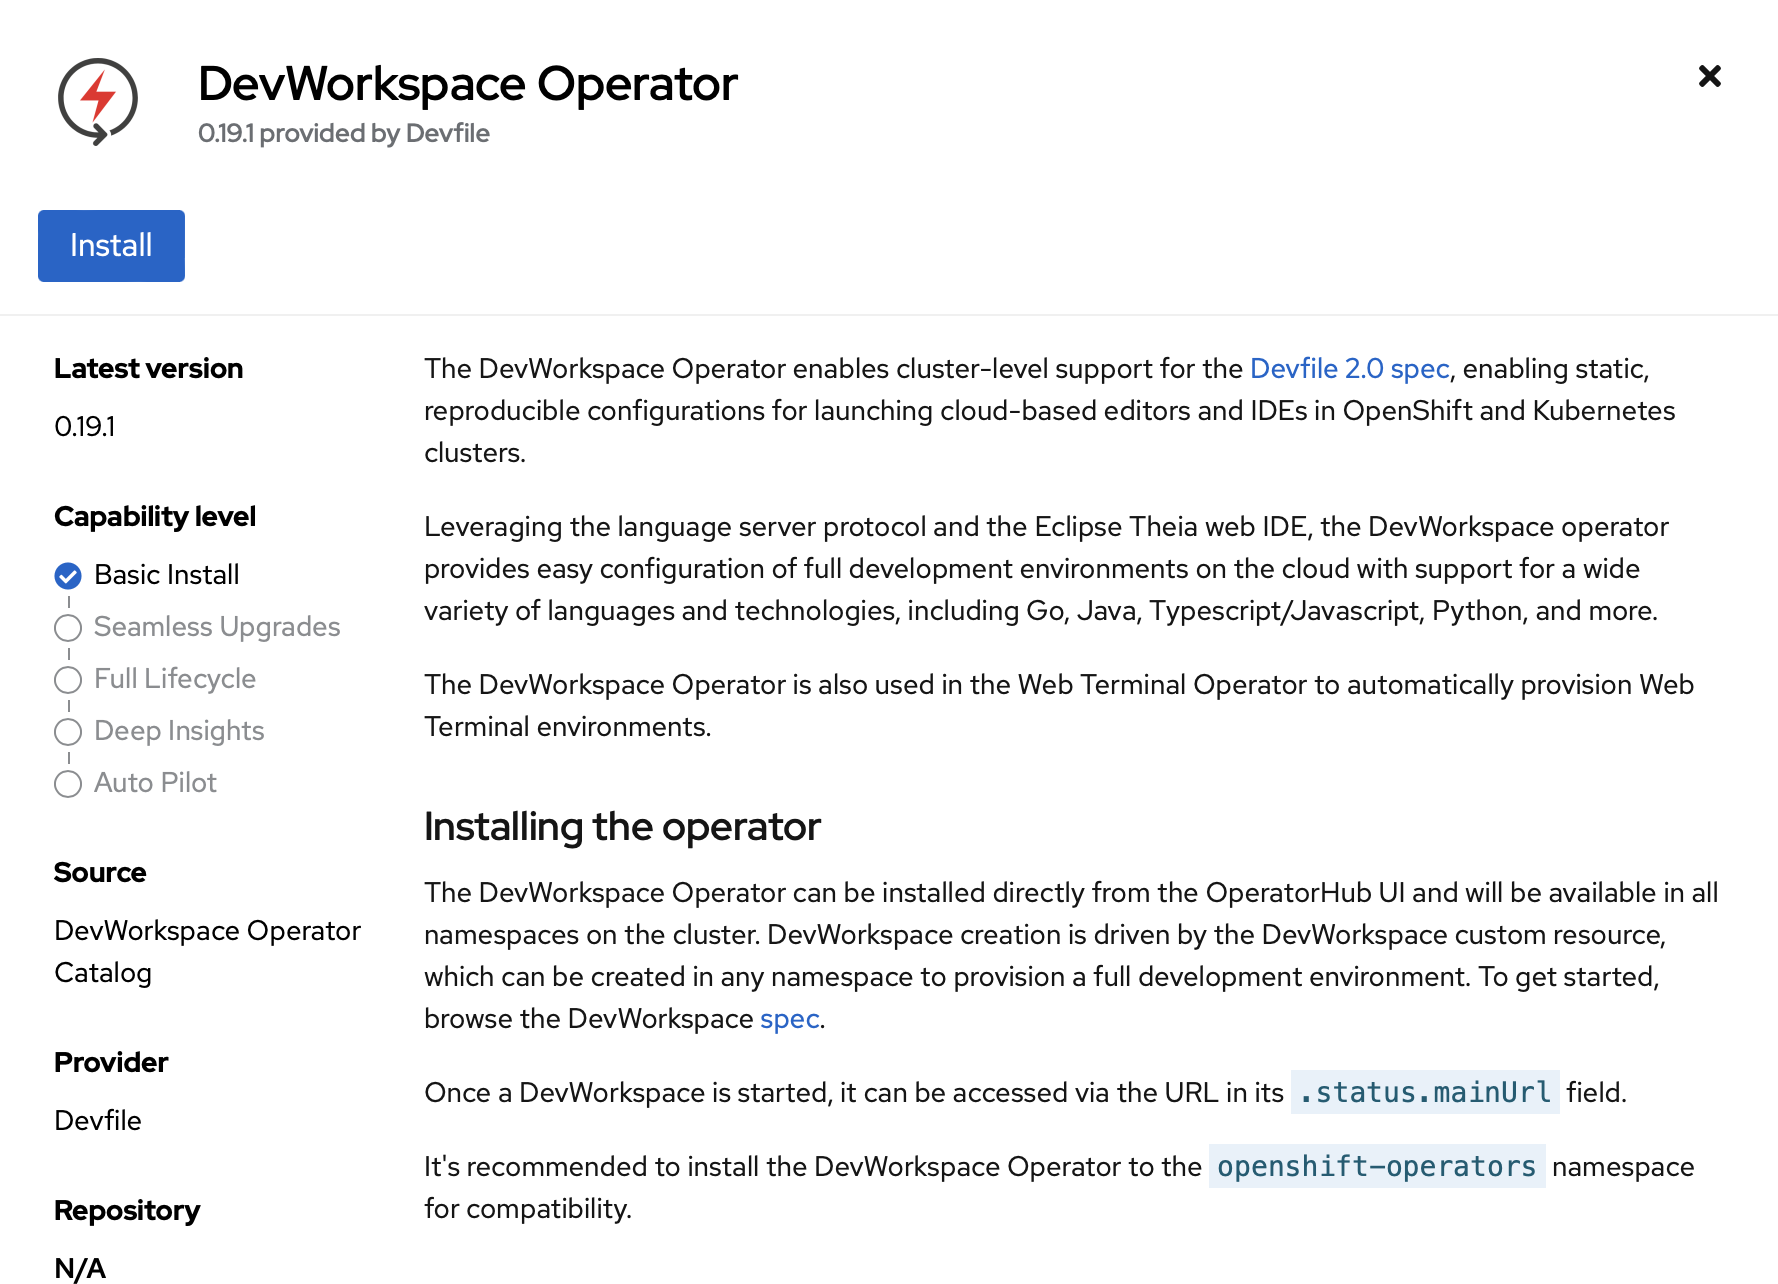 DevWorkspace Operator
0.19.1 provided by Devfile
Install
Latest version
0.19.1
Capability level
Basic Install
Seamless Upgrades
Full Lifecycle
Deep Insights
Auto Pilot
Source
DevWorkspace Operator
Catalog
Provider
Devfile
Repository
N/A
The DevWorkspace Operator enables cluster-level support for the Devfile 2.0 spec, enabling static,
reproducible configurations for launching cloud-based editors and IDEs in OpenShift and Kubernetes
clusters.
Leveraging the language server protocol and the Eclipse Theia web IDE, the DevWorkspace operator
provides easy configuration of full development environments on the cloud with support for a wide
variety of languages and technologies, including Go, Java, Typescript/Javascript, Python, and more.
The DevWorkspace Operator is also used in the Web Terminal Operator to automatically provision Web
Terminal environments.
Installing the operator
The DevWorkspace Operator can be installed directly from the OperatorHub UI and will be available in all
namespaces on the cluster. DevWorkspace creation is driven by the DevWorkspace custom resource,
which can be created in any namespace to provision a full development environment. To get started,
browse the DevWorkspace spec.
Once a DevWorkspace is started, it can be accessed via the URL in its .status.mainUrl field.
It's recommended to install the DevWorkspace Operator to the openshift-operators namespace
for compatibility.